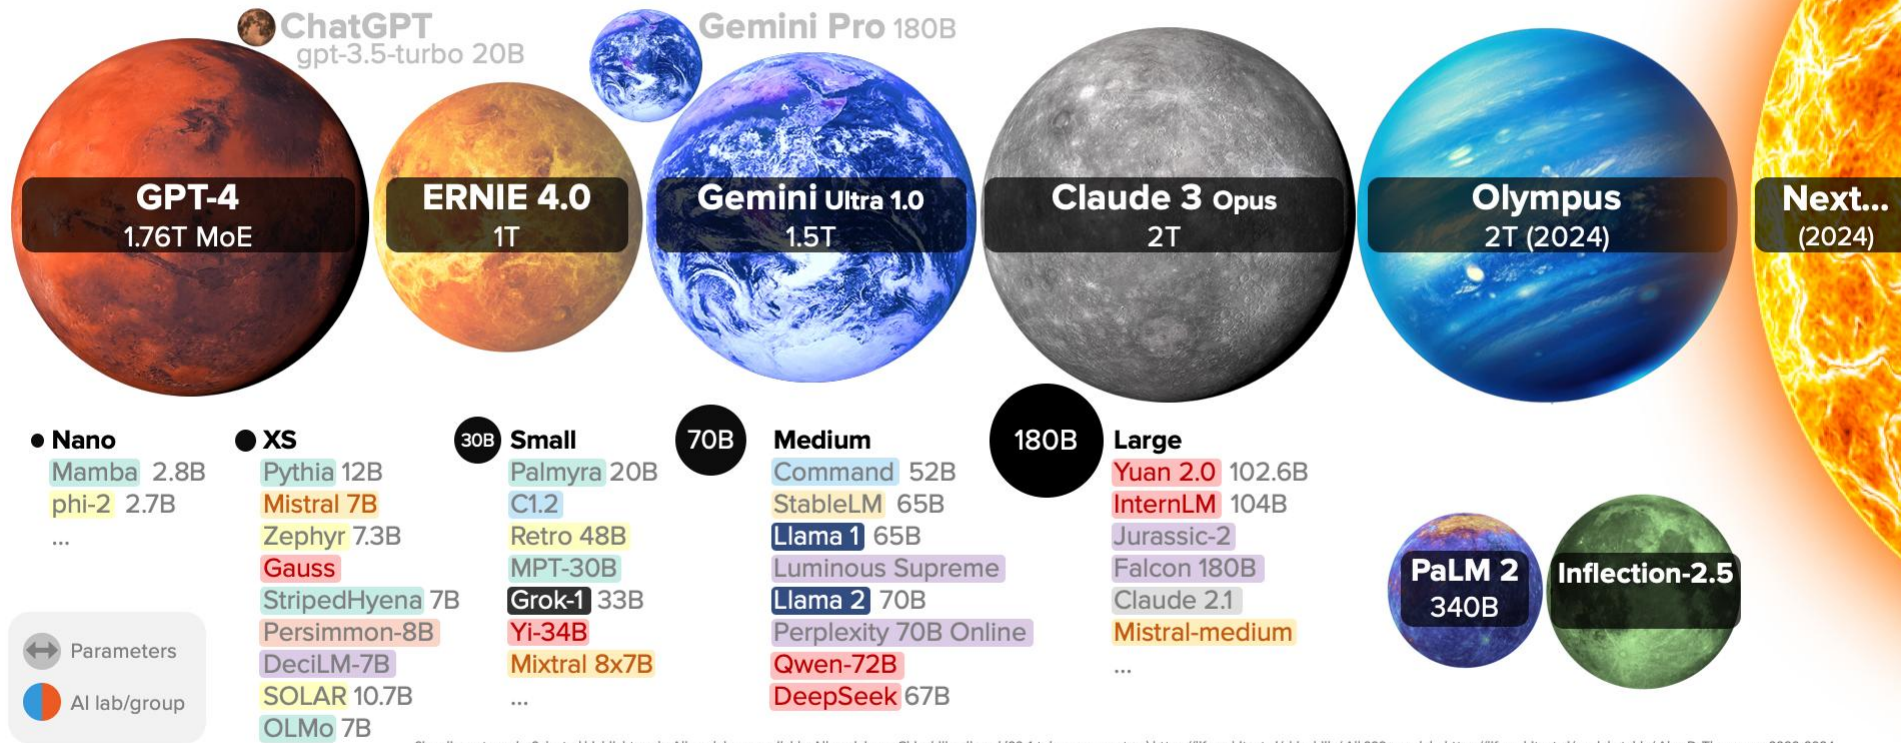 ChatGPT
gpt-3.5-turbo 20B
Gemini Pro 180B
GPT-4
1.76T MoE
ERNIE 4.0
1T
Gemini Ultra 1.0
1.5T
Claude 3 Opus
2T
Olympus
2T (2024)
Next...
(2024)
Nano
Mamba 2.8B
phi-2 2.7B
...
XS
Pythia 12B
Mistral 7B
Zephyr 7.3B
Gauss
StripedHyena 7B
Persimmon-8B
DeciLM-7B
SOLAR 10.7B
OLMo 7B
30B
Small
Palmyra 20B
C1.2
Retro 48B
MPT-30B
Grok-1 33B
Yi-34B
Mixtral 8x7B
...
70B
Medium
Command 52B
StableLM 65B
Llama 1 65B
Luminous Supreme
Llama 2 70B
Perplexity 70B Online
Qwen-72B
DeepSeek 67B
180B
Large
Yuan 2.0 102.6B
InternLM 104B
Jurassic-2
Falcon 180B
Claude 2.1
Mistral-medium
...
PaLM 2
340B
Inflection-2.5
Parameters
AI lab/group